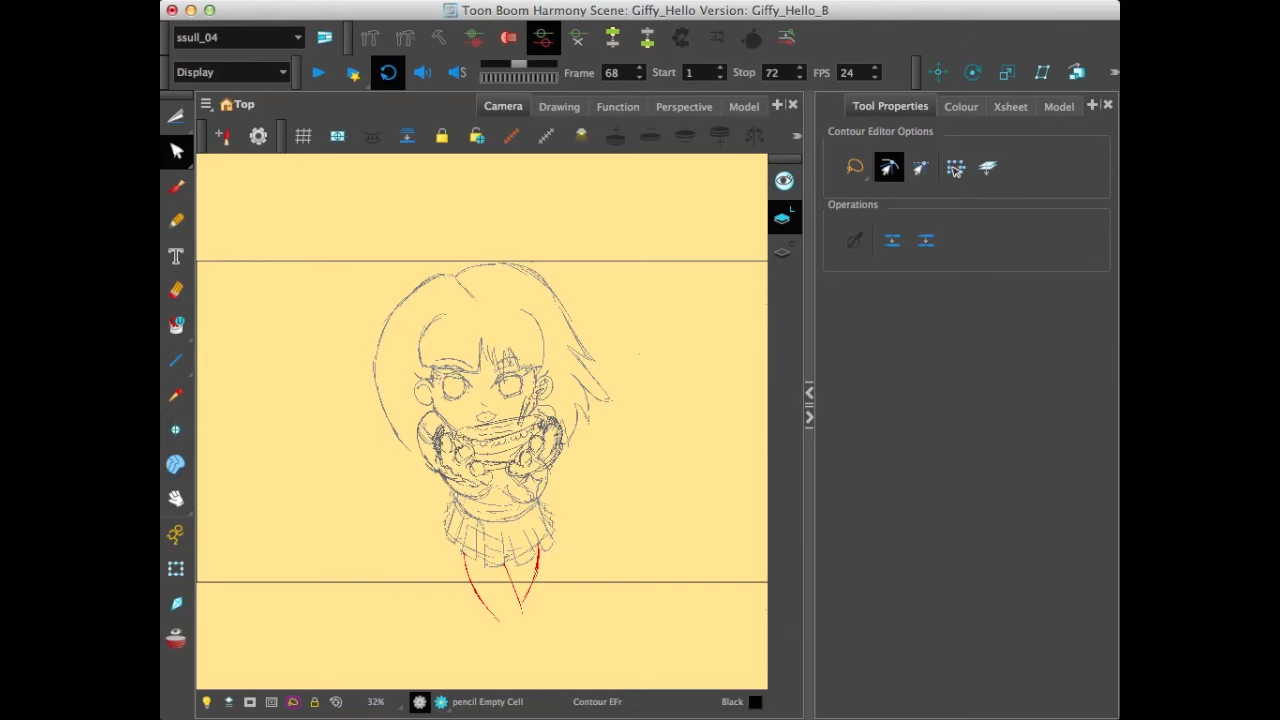 Toon Boom Harmony Scene: Giffy_Hello Version: Giffy_Hello_B
ssull_04
Display
Frame 68 Start 1 Stop 72 FPS 24
Top
Camera Drawing Function Perspective Model
Tool Properties Colour Xsheet Model
Contour Editor Options
Operations
32%
pencil Empty Cell
Contour EFr
Black